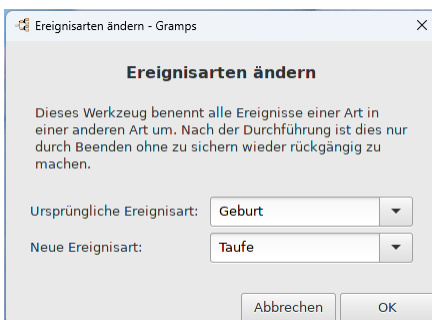 Ereignisarten ändern - Gramps
Ereignisarten ändern
Dieses Werkzeug benennt alle Ereignisse einer Art in
einer anderen Art um. Nach der Durchführung ist dies nur
durch Beenden ohne zu sichern wieder rückgängig zu
machen.
Ursprüngliche Ereignisart: Geburt
Neue Ereignisart: Taufe
Abbrechen OK